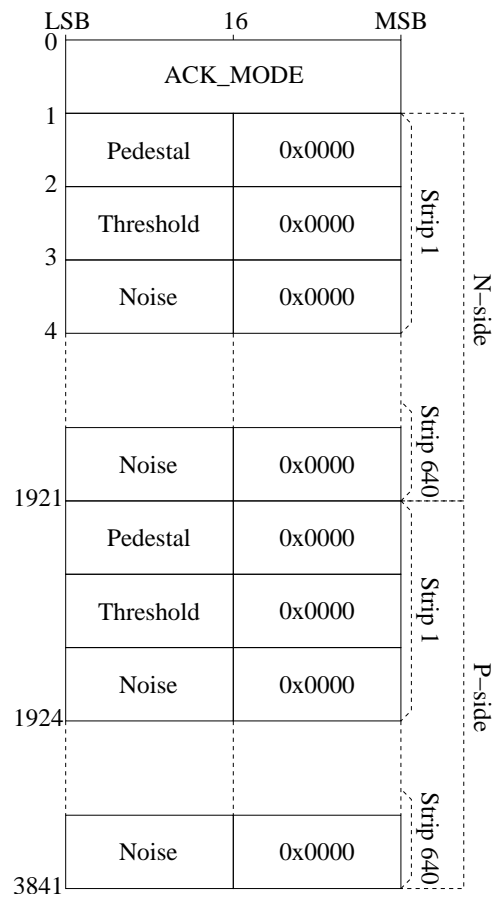 LSB 16 MSB
0
ACK_MODE
1
Pedestal 0x0000
2
Threshold 0x0000
3
Noise 0x0000
4
Strip 1
N−side
Noise 0x0000
Strip 640
1921
Pedestal 0x0000
Threshold 0x0000
Strip 1
Noise 0x0000
1924
P−side
Noise 0x0000
Strip 640
3841